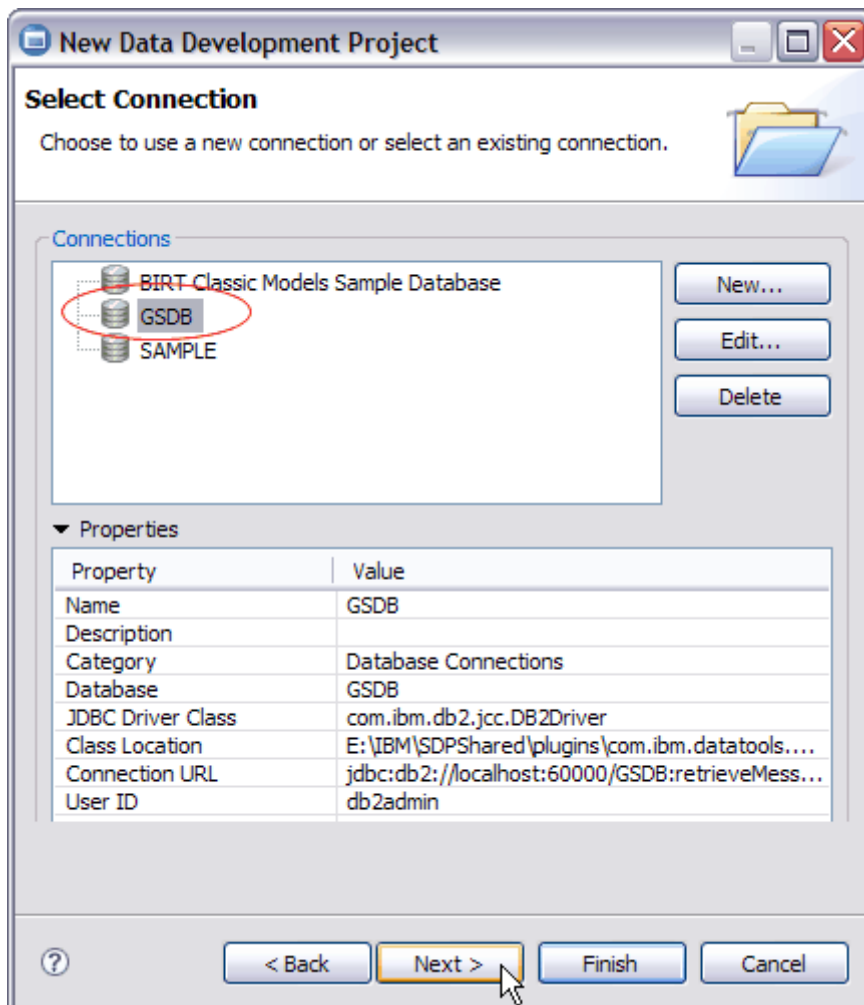 New Data Development Project
Select Connection
Choose to use a new connection or select an existing connection.
Connections
BIRT Classic Models Sample Database
GSDB
SAMPLE
New...
Edit...
Delete
Properties
Property Value
Name GSDB
Description
Category Database Connections
Database GSDB
JDBC Driver Class com.ibm.db2.jcc.DB2Driver
Class Location E:\IBM\SDPShared\plugins\com.ibm.datatools....
Connection URL jdbc:db2://localhost:60000/GSDB:retrieveMess...
User ID db2admin
? < Back Next > Finish Cancel